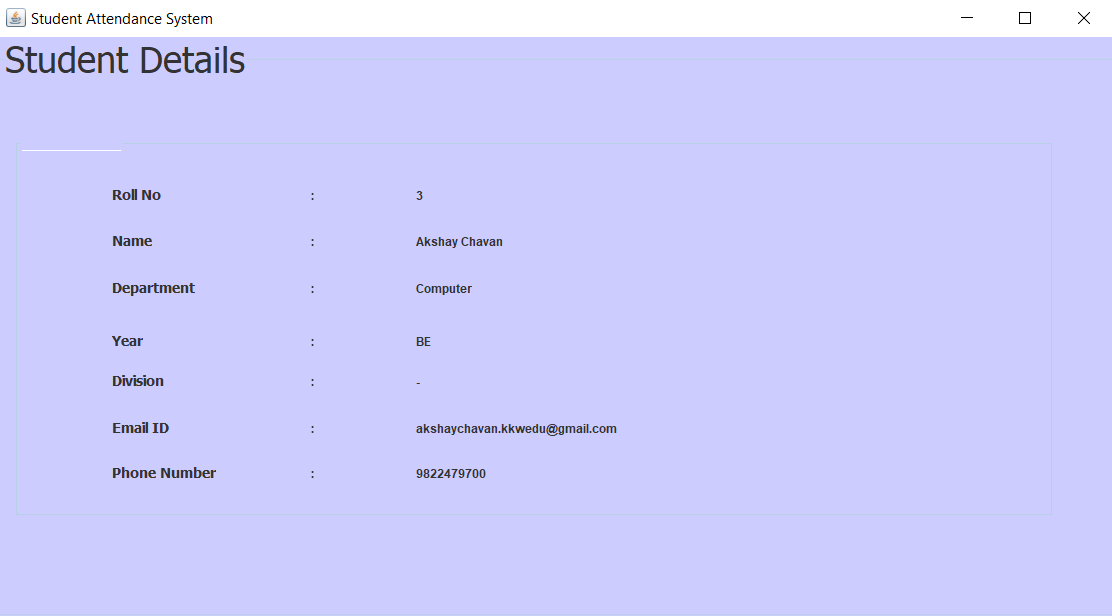 Student Attendance System
Student Details
Roll No : 3
Name : Akshay Chavan
Department : Computer
Year : BE
Division : -
Email ID : akshaychavan.kkwedu@gmail.com
Phone Number : 9822479700